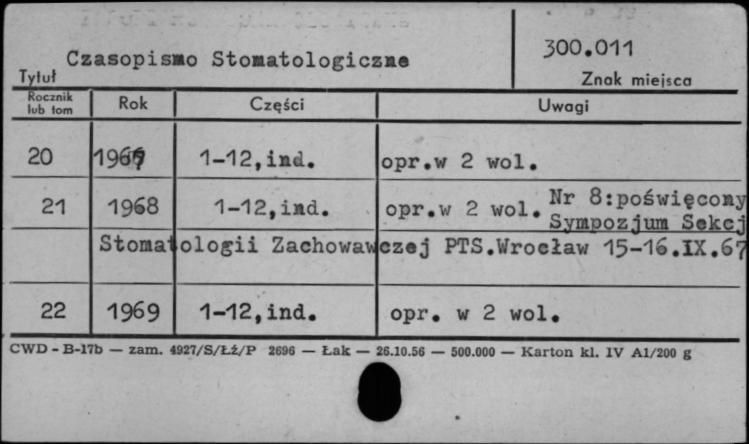 Czasopismo Stomatologiczne
300.011
Tytuł
Znak miejsca
Rocznik lub tom Rok Części Uwagi
20 1967 1-12,ind. opr.w 2 wol.
21 1968 1-12,ind. opr.w 2 wol. Nr 8:poświęcony
Sympozjum Sekcj
Stomatologii Zachowawczej PTS.Wrocław 15-16.IX.67
22 1969 1-12,ind. opr. w 2 wol.
CWD - B-17b — zam. 4927/S/Łź/P 2696 — Łak — 26.10.56 — 500.000 — Karton kl. IV A1/200 g